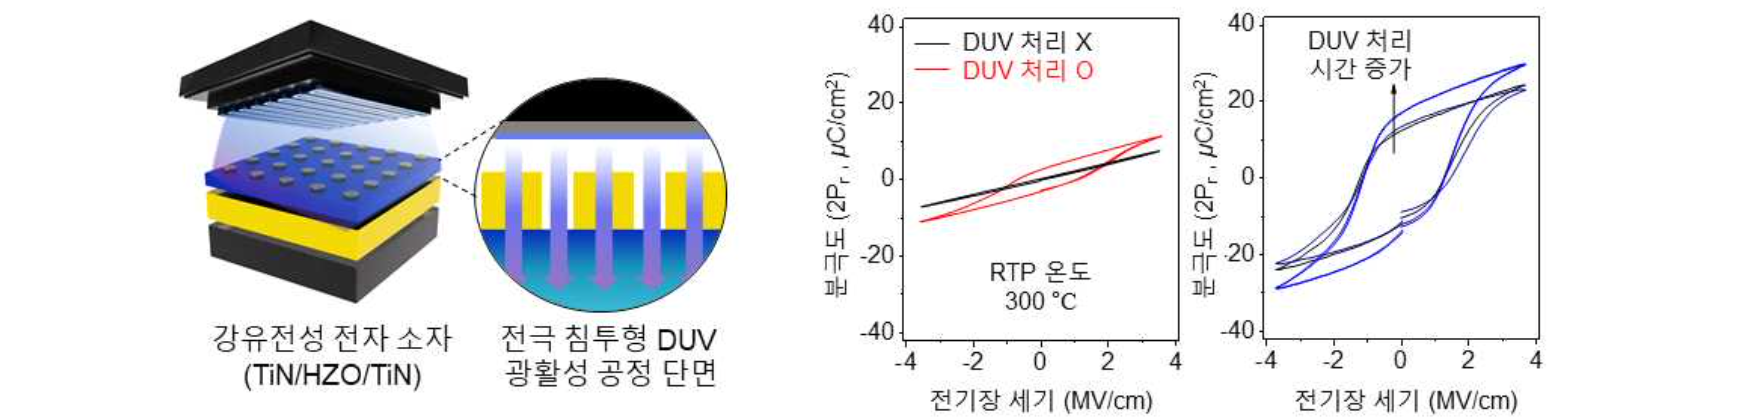 강유전성 전자 소자
(TiN/HZO/TiN)
전극 침투형 DUV
광활성 공정 단면
분극도 (2Pr , µC/cm2)
40
20
0
-20
-40
DUV 처리 X
DUV 처리 O
RTP 온도
300 °C
-4
-2
0
2
4
전기장 세기 (MV/cm)
분극도 (2Pr , µC/cm2)
40
20
0
-20
-40
DUV 처리
시간 증가
-4
-2
0
2
4
전기장 세기 (MV/cm)